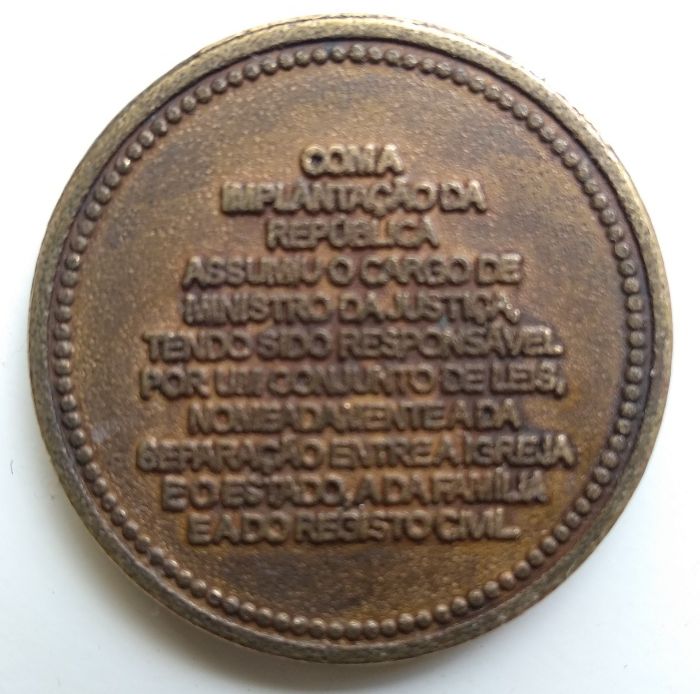 COM A
IMPLANTAÇÃO DA
REPÚBLICA
ASSUMIU O CARGO DE
MINISTRO DA JUSTIÇA,
TENDO SIDO RESPONSÁVEL
POR UM CONJUNTO DE LEIS,
NOMEADAMENTE A DA
SEPARAÇÃO ENTRE A IGREJA
E O ESTADO, A DA FAMÍLIA
E A DO REGISTO CIVIL.